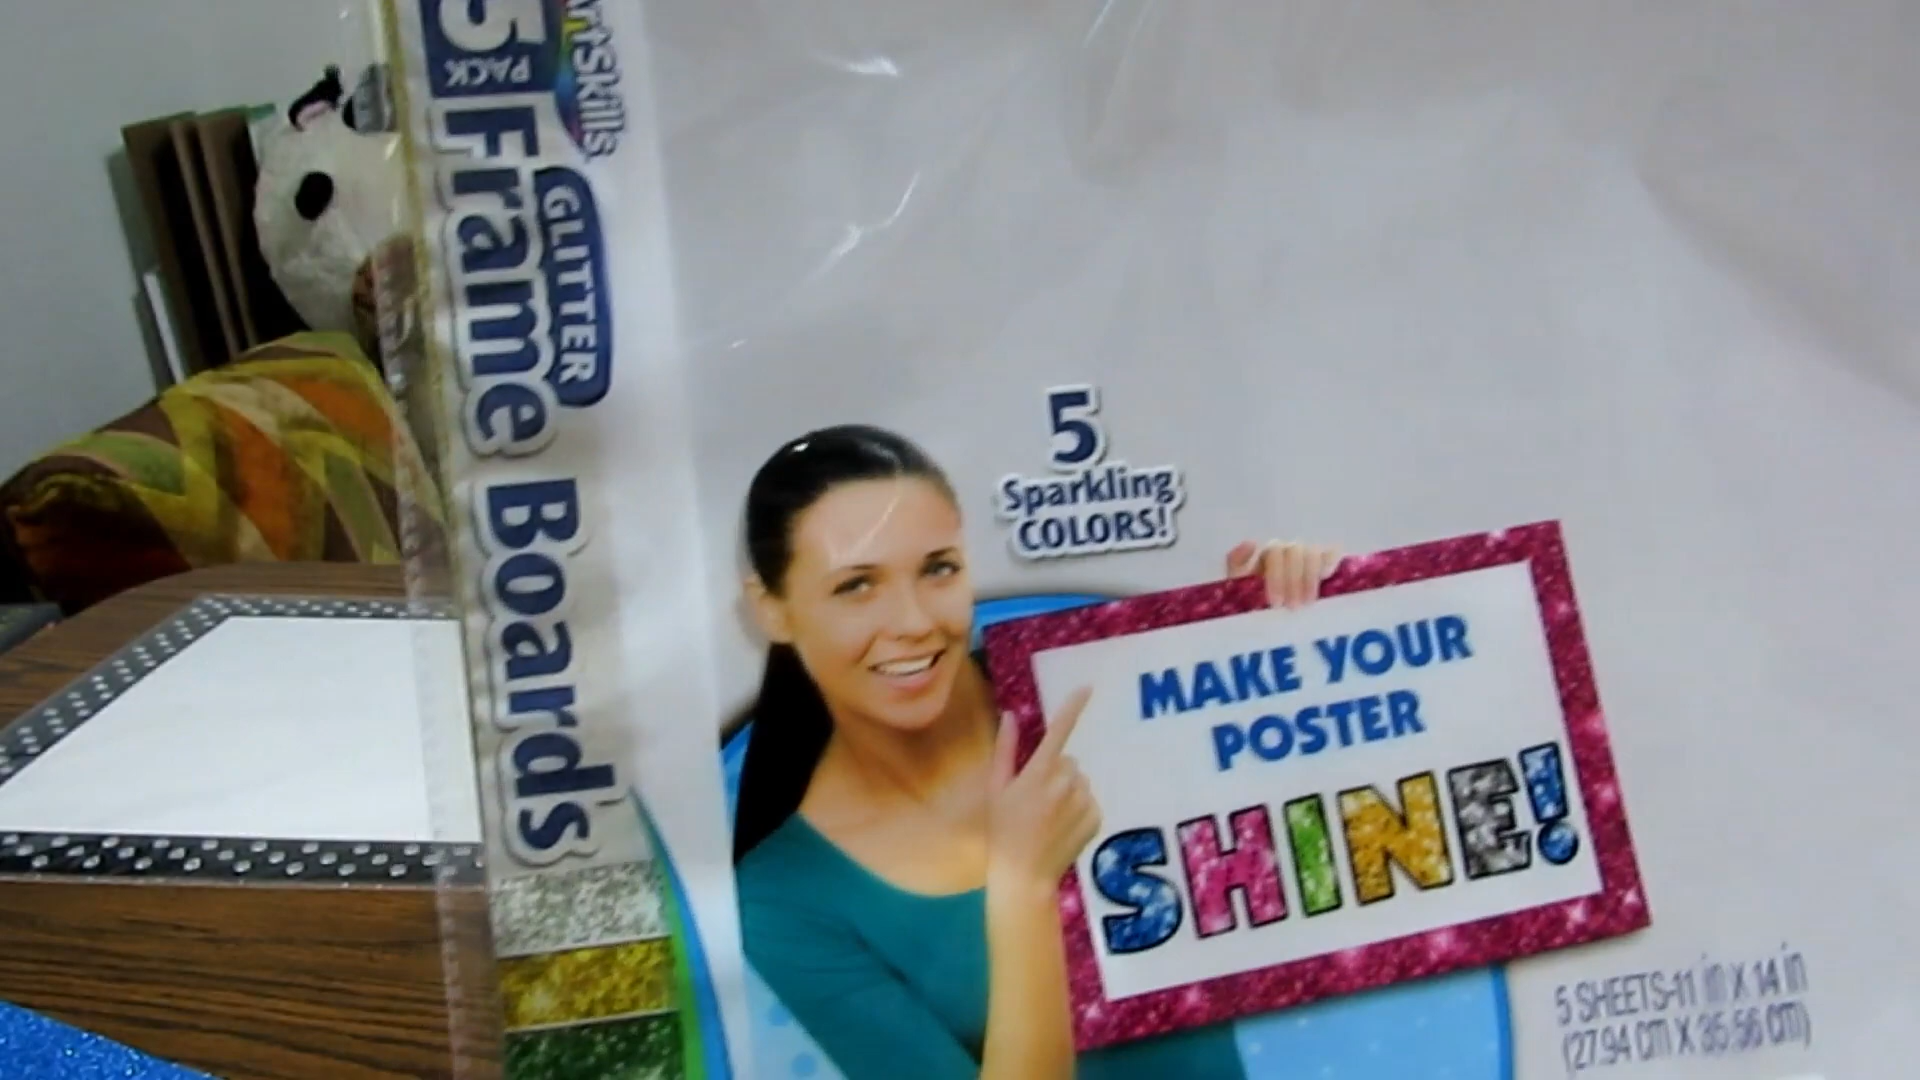 ArtSkills
5
PACK
GLITTER
Frame Boards
5
Sparkling
COLORS!
MAKE YOUR
POSTER
SHINE!
5 SHEETS-11 in X 14 in
(27.94 cm X 35.56 cm)